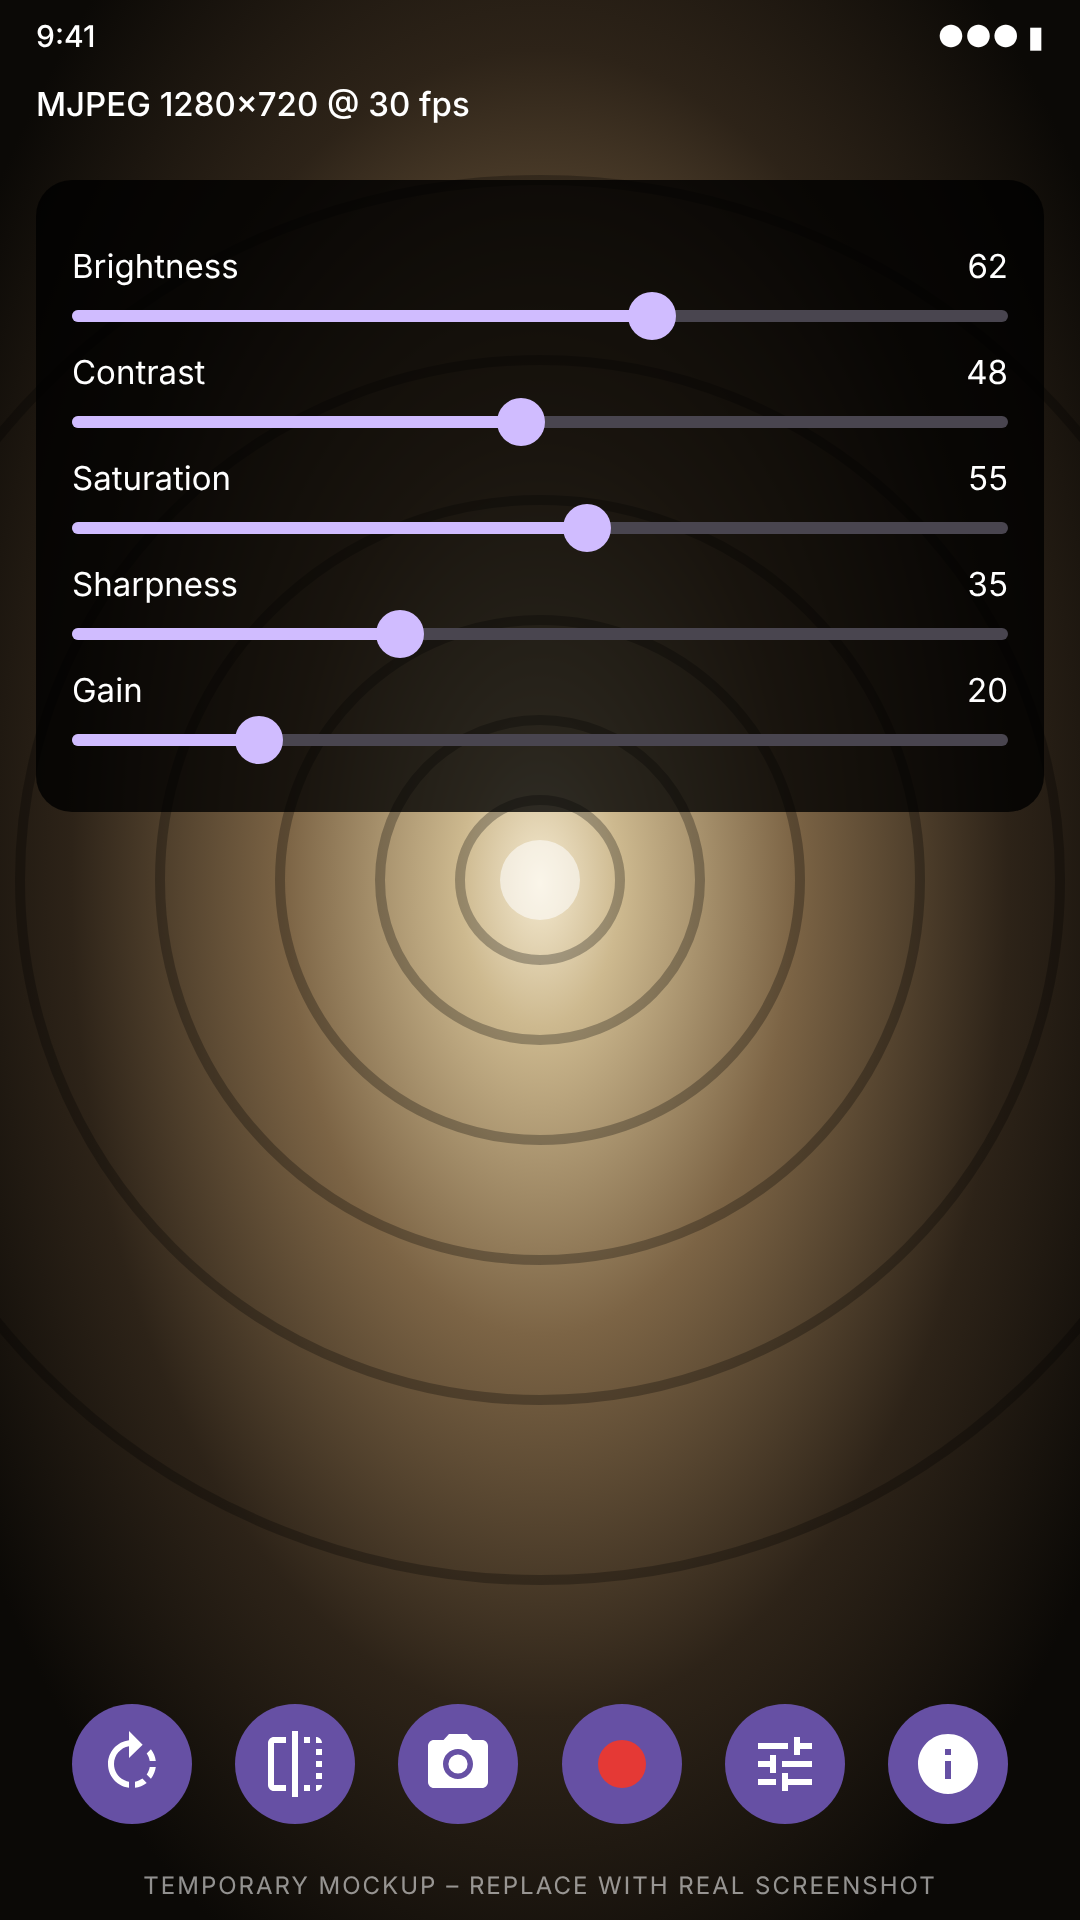 9:41
MJPEG 1280×720 @ 30 fps
Brightness 62
Contrast 48
Saturation 55
Sharpness 35
Gain 20
TEMPORARY MOCKUP – REPLACE WITH REAL SCREENSHOT